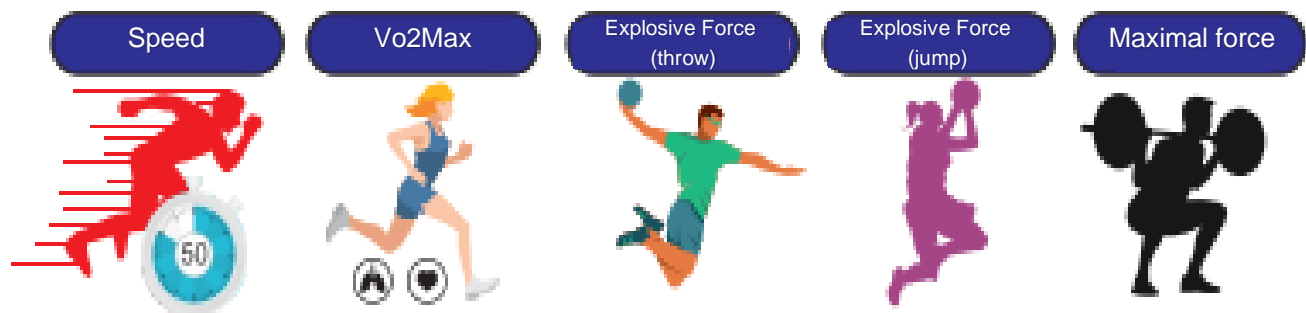 Speed
Vo2Max
Explosive Force
(throw)
Explosive Force
(jump)
Maximal force
50